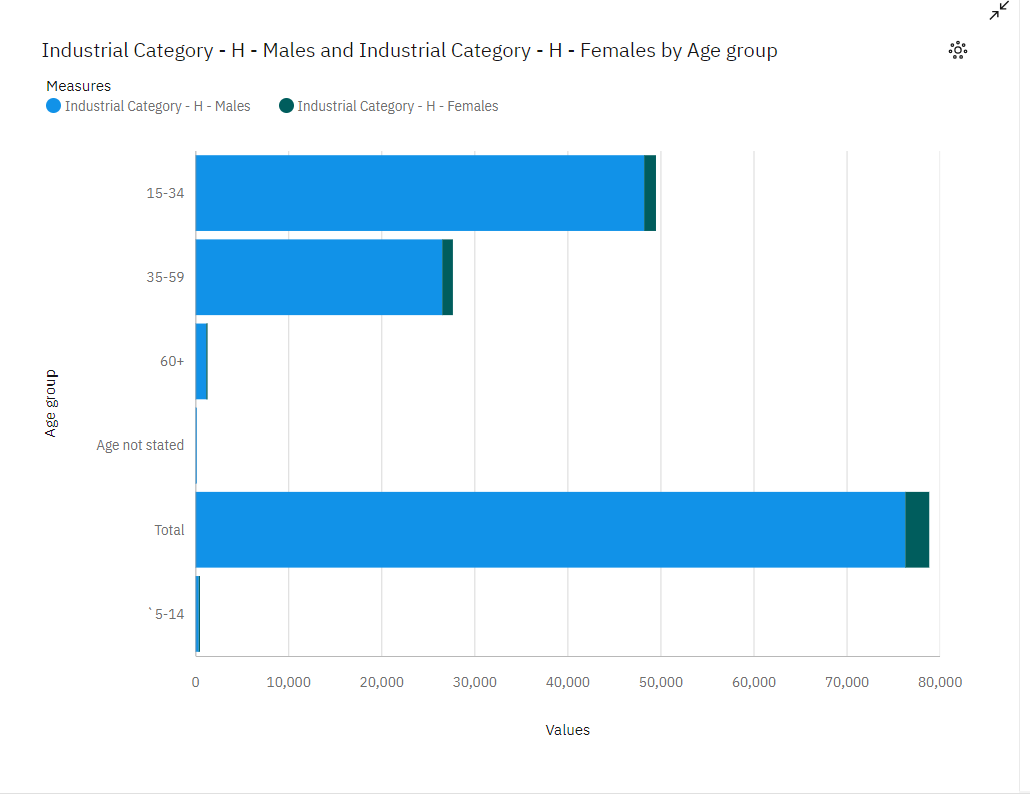 Industrial Category - H - Males and Industrial Category - H - Females by Age group
Measures
Industrial Category - H - Males
Industrial Category - H - Females
15-34
35-59
60+
Age not stated
Total
`5-14
Age group
0
10,000
20,000
30,000
40,000
50,000
60,000
70,000
80,000
Values